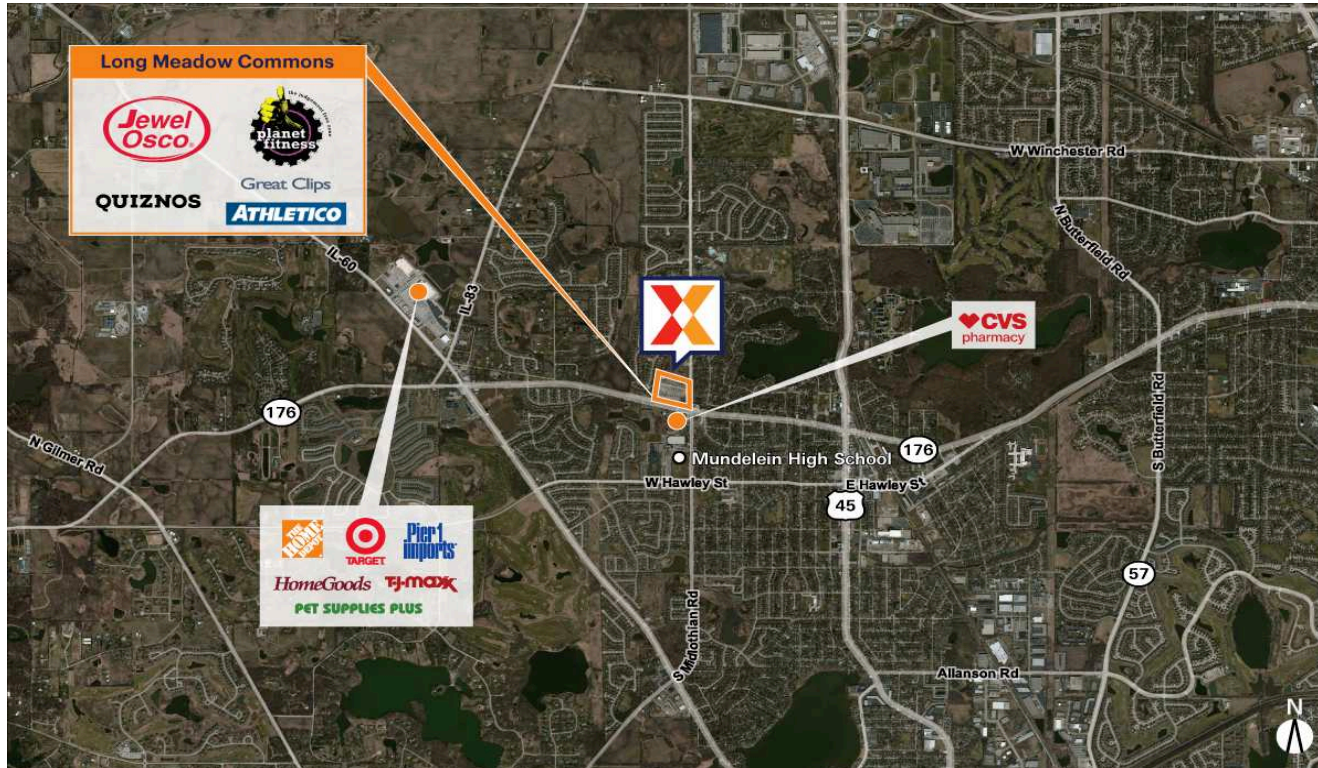 Long Meadow Commons
Jewel
Osco
the judgement free zone
planet
fitness
QUIZNOS
Great Clips
ATHLETICO
W Winchester Rd
N Butterfield Rd
IL-60
IL-83
CVS
pharmacy
176
N Gilmer Rd
176
Mundelein High School
W Hawley St
E Hawley St
45
S Butterfield Rd
THE HOME DEPOT
TARGET
Pier 1
imports
HomeGoods
T·J·maxx
PET SUPPLIES PLUS
57
S Midlothian Rd
Allanson Rd
N